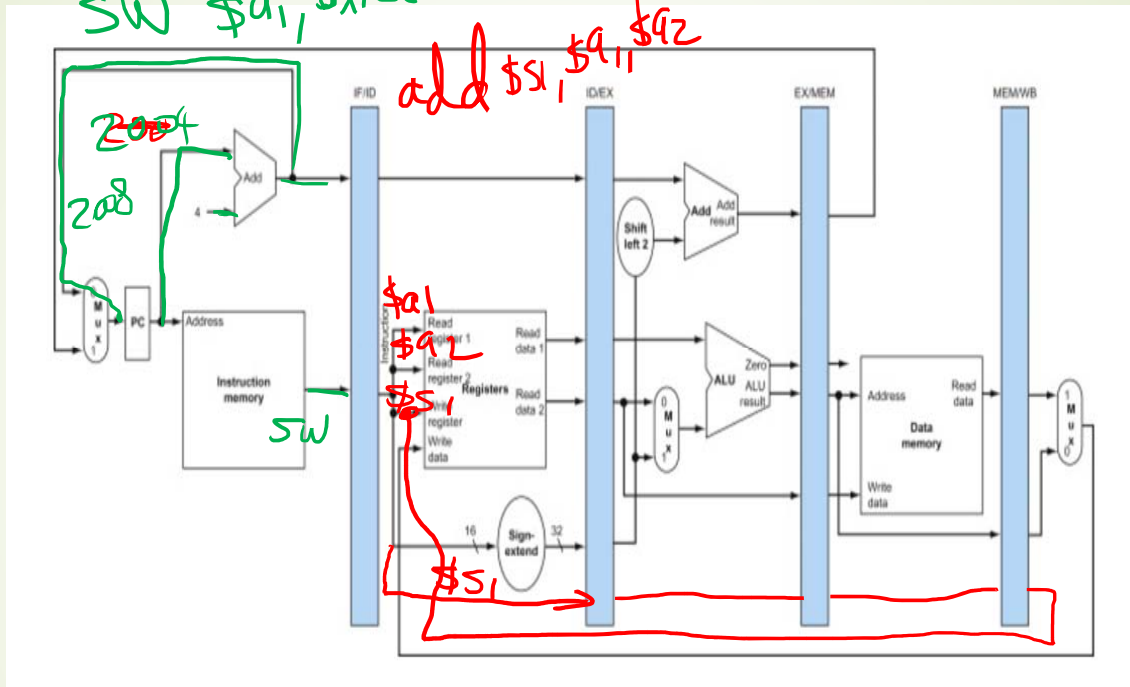 SW $a1,
add $s1, $a1, $a2
IF/ID
ID/EX
EX/MEM
MEM/WB
2004
Add
4
2008
Add Add result
Shift left 2
0
M
u
x
1
PC
Address
Instruction memory
SW
Instruction
$a1
$a2
$s1
Read register 1
Read register 2
Write register
Write data
Registers
Read data 1
Read data 2
0
M
u
x
1
Zero
ALU ALU result
Address
Read data
Data memory
Write data
1
M
u
x
0
16
Sign-extend
32
$s1